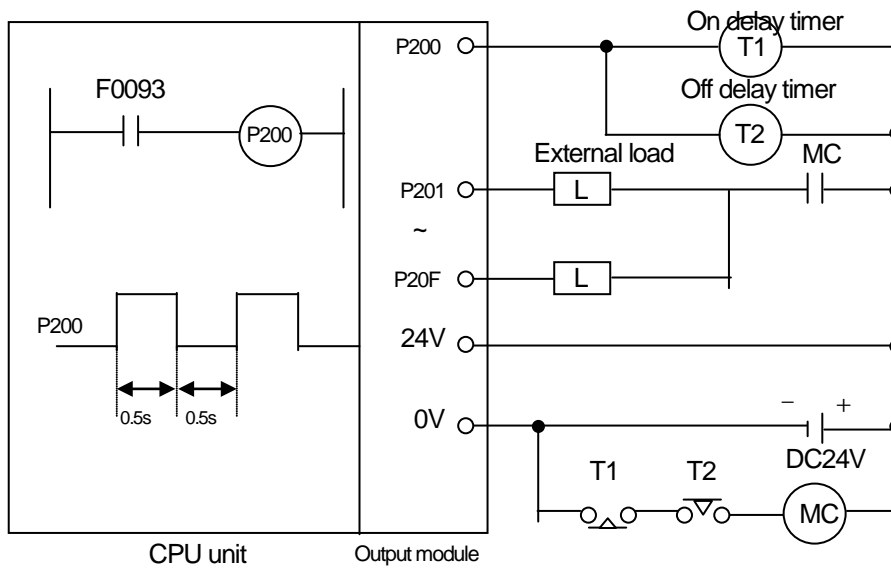 On delay timer
P200
T1
F0093
P200
Off delay timer
T2
External load
MC
P201
L
~
P20F
L
P200
24V
0.5s
0.5s
0V
− +
DC24V
T1
T2
MC
CPU unit
Output module